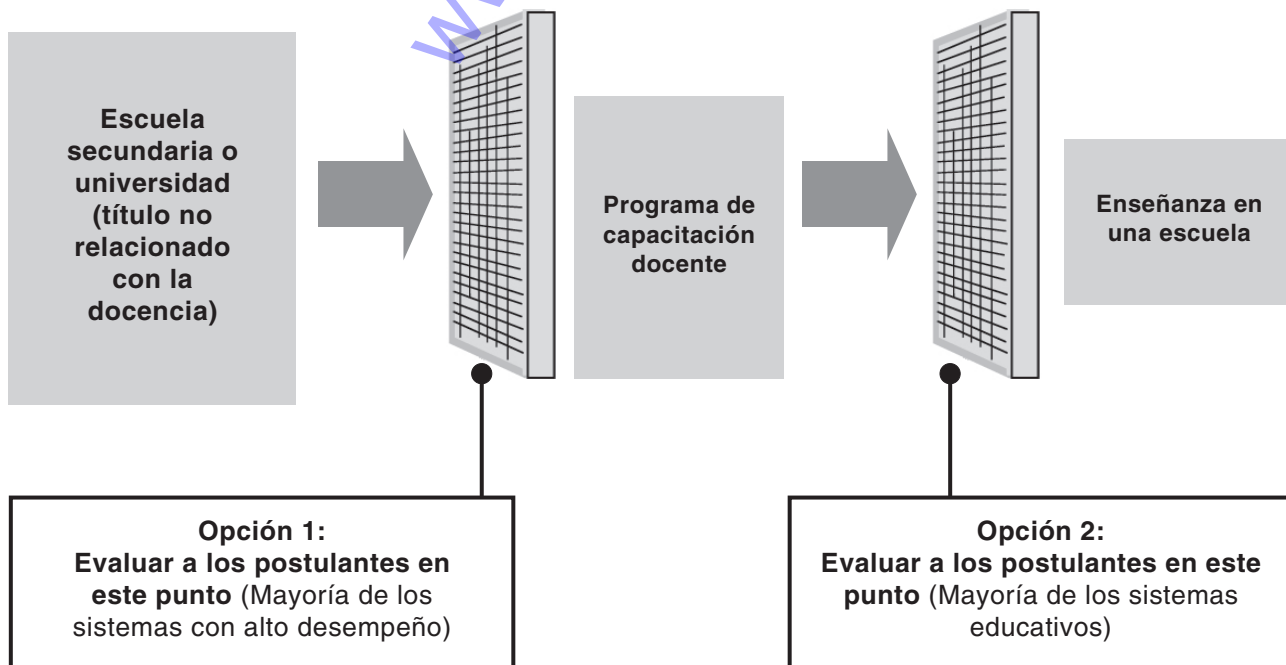 Escuela
secundaria o
universidad
(título no
relacionado
con la
docencia)
Programa de
capacitación
docente
Enseñanza en
una escuela
Opción 1:
Evaluar a los postulantes en
este punto (Mayoría de los
sistemas con alto desempeño)
Opción 2:
Evaluar a los postulantes en este
punto (Mayoría de los sistemas
educativos)